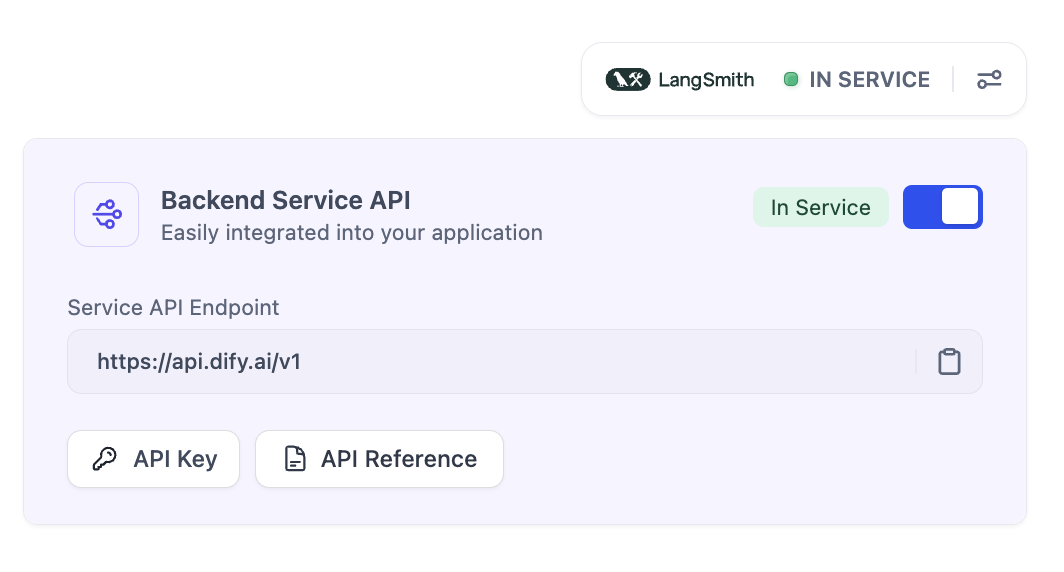 LangSmith IN SERVICE
Backend Service API
Easily integrated into your application
In Service
Service API Endpoint
https://api.dify.ai/v1
API Key
API Reference